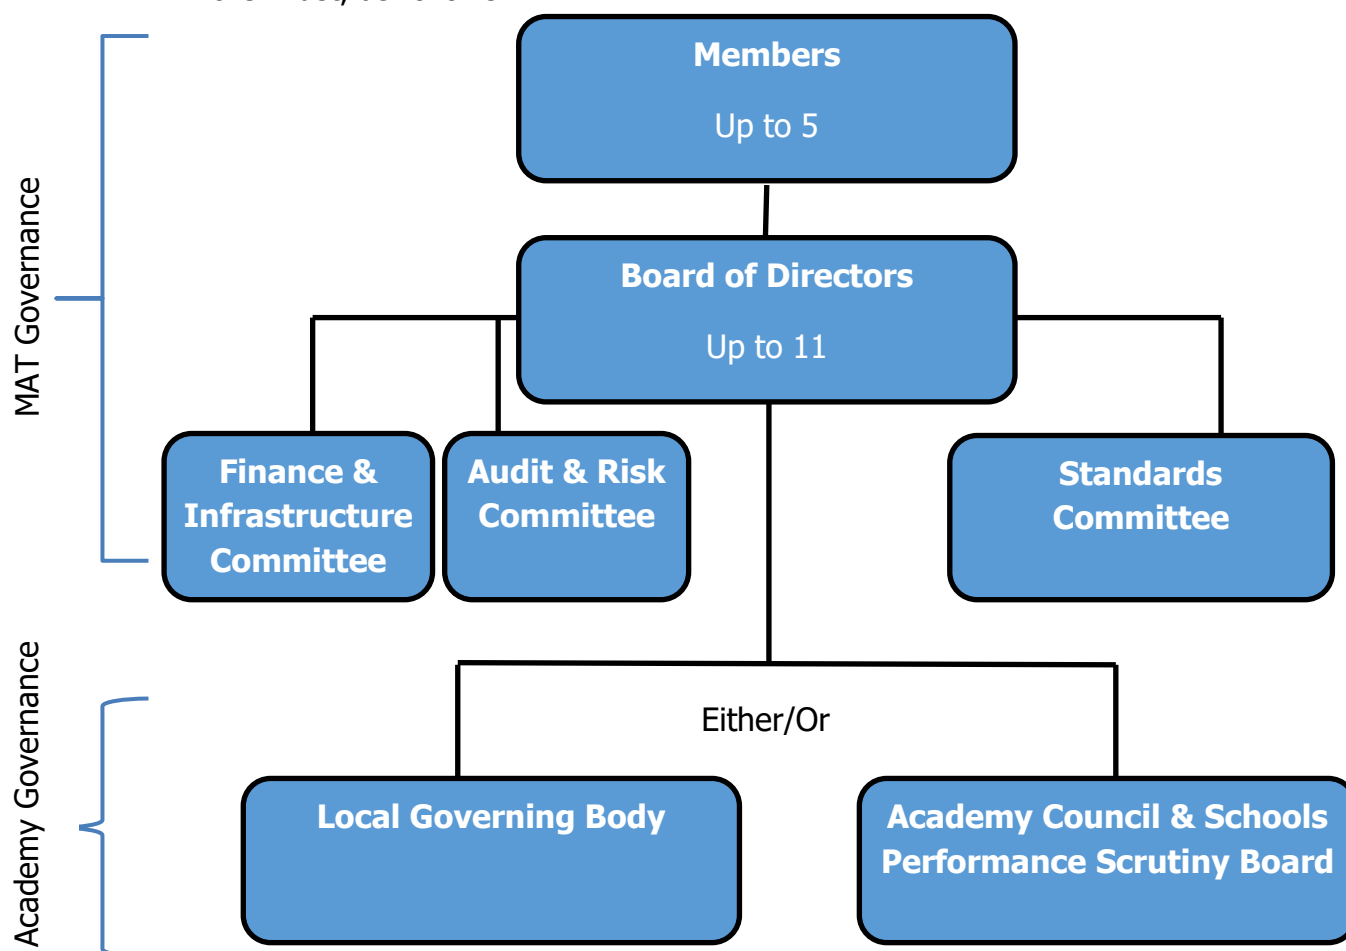 Members
Up to 5
Board of Directors
Up to 11
MAT Governance
Finance &
Infrastructure
Committee
Audit & Risk
Committee
Standards
Committee
Either/Or
Academy Governance
Local Governing Body
Academy Council & Schools
Performance Scrutiny Board